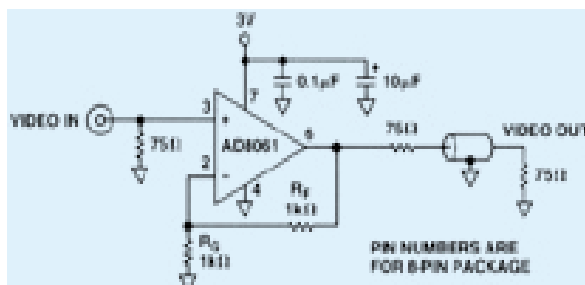 3V
7
0.1μF
+
10μF
VIDEO IN
3
+
AD8061
6
75Ω
VIDEO OUT
75Ω
2
−
4
RF
1kΩ
75Ω
RG
1kΩ
PIN NUMBERS ARE
FOR 8-PIN PACKAGE